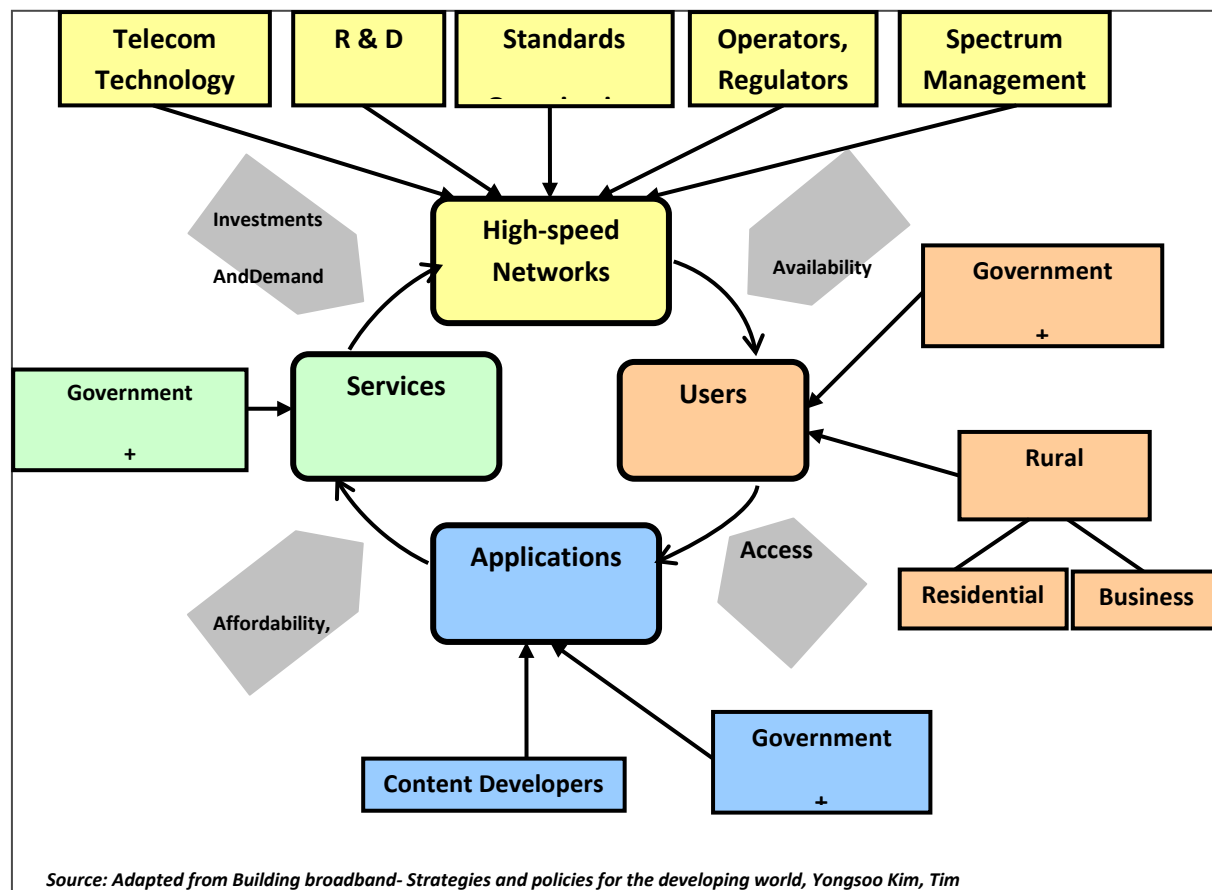 Telecom
Technology
R & D
Standards
Operators,
Regulators
Spectrum
Management
Investments
AndDemand
High-speed
Networks
Availability
Government
+
Government
+
Services
Users
Rural
Residential
Business
Applications
Access
Affordability,
Content Developers
Government
+
Source: Adapted from Building broadband- Strategies and policies for the developing world, Yongsoo Kim, Tim